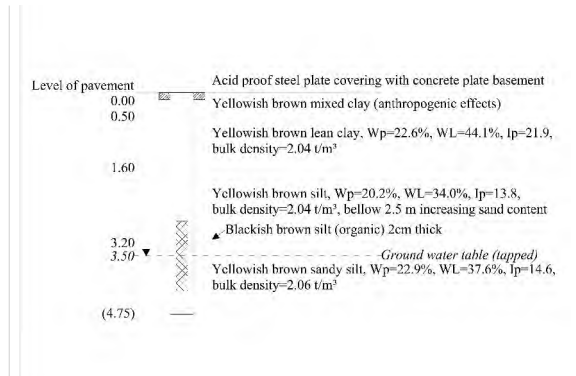 Acid proof steel plate covering with concrete plate basement
Level of pavement
0.00
Yellowish brown mixed clay (anthropogenic effects)
0.50
Yellowish brown lean clay, Wp=22.6%, WL=44.1%, Ip=21.9,
bulk density=2.04 t/m³
1.60
Yellowish brown silt, Wp=20.2%, WL=34.0%, Ip=13.8,
bulk density=2.04 t/m³, bellow 2.5 m increasing sand content
Blackish brown silt (organic) 2cm thick
3.20
3.50
Ground water table (tapped)
Yellowish brown sandy silt, Wp=22.9%, WL=37.6%, Ip=14.6,
bulk density=2.06 t/m³
(4.75)